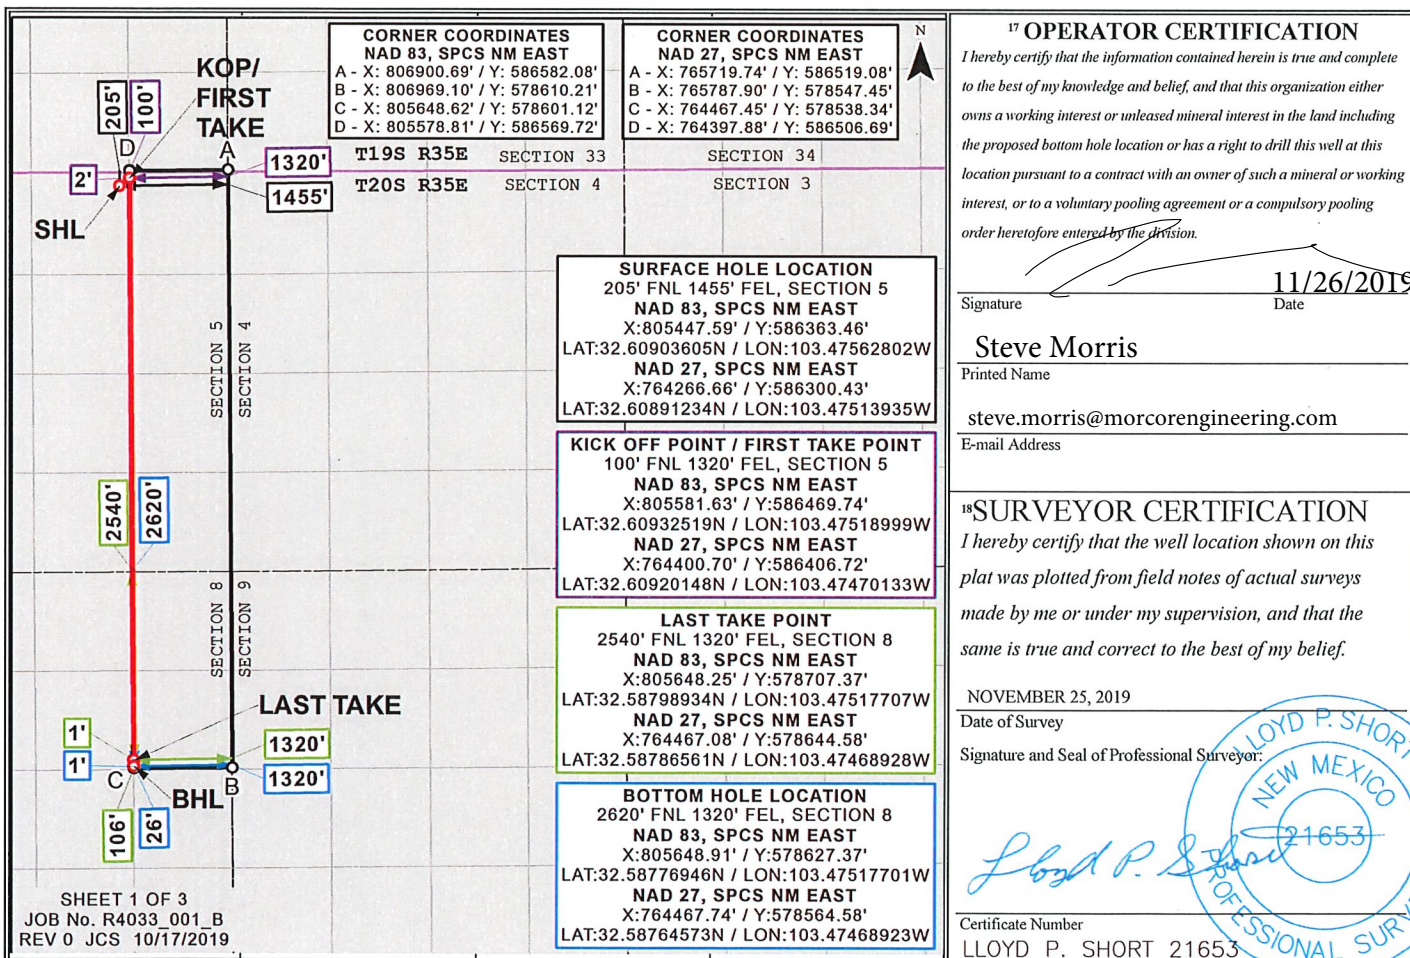 CORNER COORDINATES
NAD 83, SPCS NM EAST
A - X: 806900.69' / Y: 586582.08'
B - X: 806969.10' / Y: 578610.21'
C - X: 805648.62' / Y: 578601.12'
D - X: 805578.81' / Y: 586569.72'
CORNER COORDINATES
NAD 27, SPCS NM EAST
A - X: 765719.74' / Y: 586519.08'
B - X: 765787.90' / Y: 578547.45'
C - X: 764467.45' / Y: 578538.34'
D - X: 764397.88' / Y: 586506.69'
N
KOP/
FIRST
TAKE
205'
100'
D
A
1320'
T19S R35E
SECTION 33
SECTION 34
2'
1455'
T20S R35E
SECTION 4
SECTION 3
SHL
SECTION 5
SECTION 4
SURFACE HOLE LOCATION
205' FNL 1455' FEL, SECTION 5
NAD 83, SPCS NM EAST
X:805447.59' / Y:586363.46'
LAT:32.60903605N / LON:103.47562802W
NAD 27, SPCS NM EAST
X:764266.66' / Y:586300.43'
LAT:32.60891234N / LON:103.47513935W
KICK OFF POINT / FIRST TAKE POINT
100' FNL 1320' FEL, SECTION 5
NAD 83, SPCS NM EAST
X:805581.63' / Y:586469.74'
LAT:32.60932519N / LON:103.47518999W
NAD 27, SPCS NM EAST
X:764400.70' / Y:586406.72'
LAT:32.60920148N / LON:103.47470133W
2540'
2620'
SECTION 8
SECTION 9
LAST TAKE POINT
2540' FNL 1320' FEL, SECTION 8
NAD 83, SPCS NM EAST
X:805648.25' / Y:578707.37'
LAT:32.58798934N / LON:103.47517707W
NAD 27, SPCS NM EAST
X:764467.08' / Y:578644.58'
LAT:32.58786561N / LON:103.47468928W
LAST TAKE
1'
1320'
1'
1320'
C
B
BHL
106'
26'
BOTTOM HOLE LOCATION
2620' FNL 1320' FEL, SECTION 8
NAD 83, SPCS NM EAST
X:805648.91' / Y:578627.37'
LAT:32.58776946N / LON:103.47517701W
NAD 27, SPCS NM EAST
X:764467.74' / Y:578564.58'
LAT:32.58764573N / LON:103.47468923W
SHEET 1 OF 3
JOB No. R4033_001_B
REV 0 JCS 10/17/2019
17 OPERATOR CERTIFICATION
I hereby certify that the information contained herein is true and complete
to the best of my knowledge and belief, and that this organization either
owns a working interest or unleased mineral interest in the land including
the proposed bottom hole location or has a right to drill this well at this
location pursuant to a contract with an owner of such a mineral or working
interest, or to a voluntary pooling agreement or a compulsory pooling
order heretofore entered by the division.
11/26/2019
Signature
Date
Steve Morris
Printed Name
steve.morris@morcorengineering.com
E-mail Address
18 SURVEYOR CERTIFICATION
I hereby certify that the well location shown on this
plat was plotted from field notes of actual surveys
made by me or under my supervision, and that the
same is true and correct to the best of my belief.
NOVEMBER 25, 2019
Date of Survey
Signature and Seal of Professional Surveyor:
LLOYD P. SHORT
NEW MEXICO
21653
PROFESSIONAL SURV
Lloyd P. Short
Certificate Number
LLOYD P. SHORT 21653